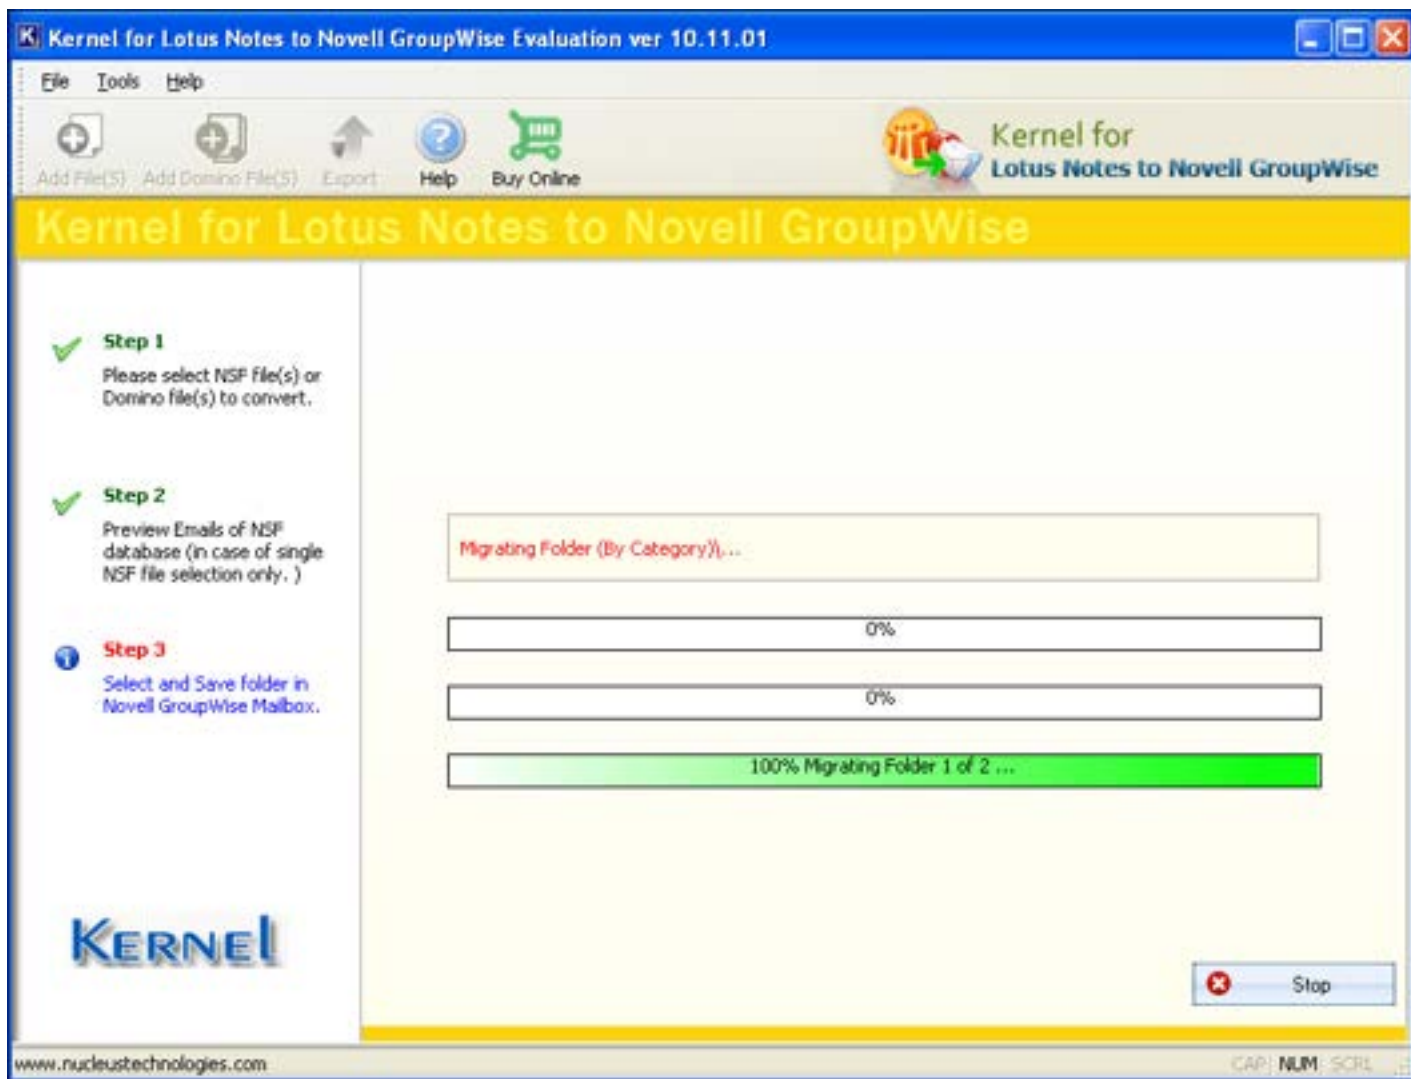 Kernel for Lotus Notes to Novell GroupWise Evaluation ver 10.11.01
File Tools Help
Add File(S) Add Domino File(S) Export Help Buy Online
Kernel for
Lotus Notes to Novell GroupWise
Kernel for Lotus Notes to Novell GroupWise
Step 1
Please select NSF file(s) or
Domino file(s) to convert.
Step 2
Preview Emails of NSF
database (in case of single
NSF file selection only. )
Step 3
Select and Save folder in
Novell GroupWise Mailbox.
Migrating Folder (By Category)\...
0%
0%
100% Migrating Folder 1 of 2 ...
KERNEL
Stop
www.nucleustechnologies.com
CAP NUM SCRL